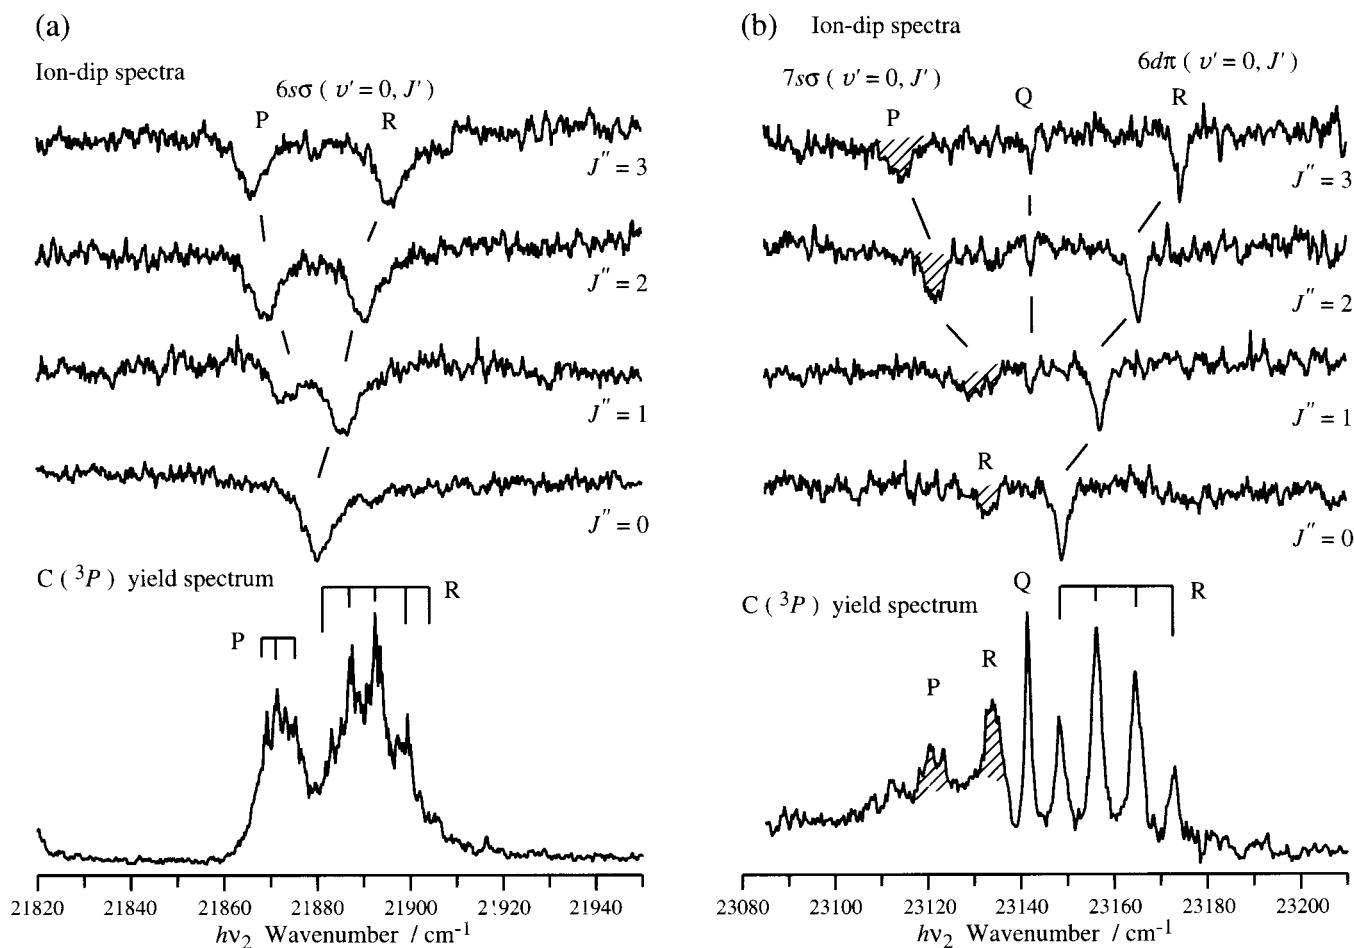 (a)
Ion-dip spectra
6sσ ( v' = 0, J' )
P R
J'' = 3
J'' = 2
J'' = 1
J'' = 0
C ( ³P ) yield spectrum
R
P
21820 21840 21860 21880 21900 21920 21940
hν₂ Wavenumber / cm⁻¹
(b) Ion-dip spectra
7sσ ( v' = 0, J' )
6dπ ( v' = 0, J' )
P Q R
J'' = 3
J'' = 2
J'' = 1
R
J'' = 0
C ( ³P ) yield spectrum
Q R
P R
23080 23100 23120 23140 23160 23180 23200
hν₂ Wavenumber / cm⁻¹